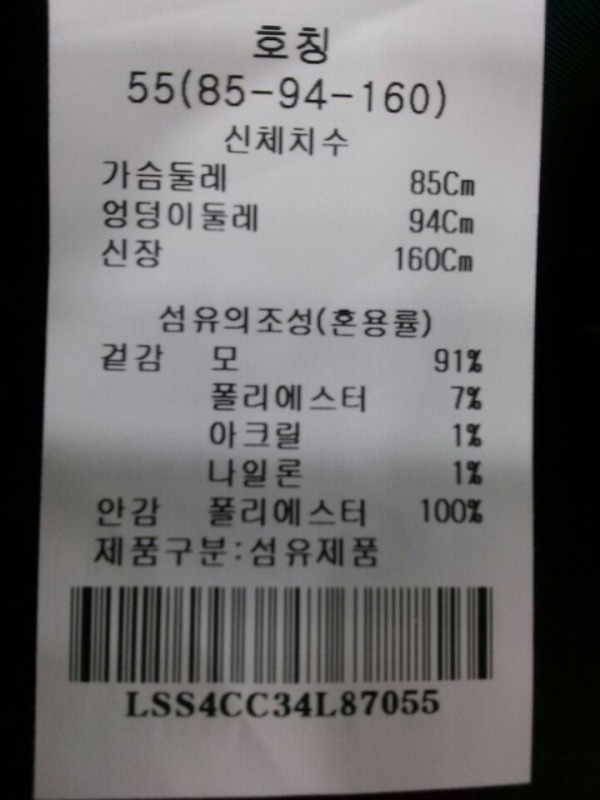 호칭
55(85-94-160)
신체치수
가슴둘레 85Cm
엉덩이둘레 94Cm
신장 160Cm
섬유의조성(혼용률)
겉감 모 91%
폴리에스터 7%
아크릴 1%
나일론 1%
안감 폴리에스터 100%
제품구분:섬유제품
LSS4CC34L87055